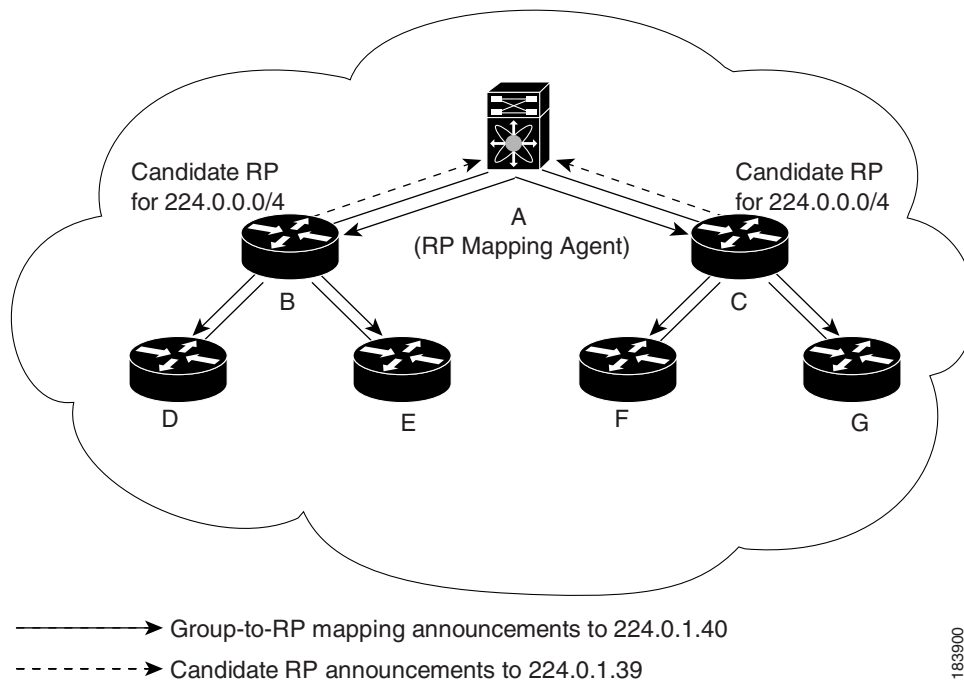 Candidate RP
for 224.0.0.0/4
Candidate RP
for 224.0.0.0/4
A
(RP Mapping Agent)
B
C
D
E
F
G
Group-to-RP mapping announcements to 224.0.1.40
Candidate RP announcements to 224.0.1.39
183900